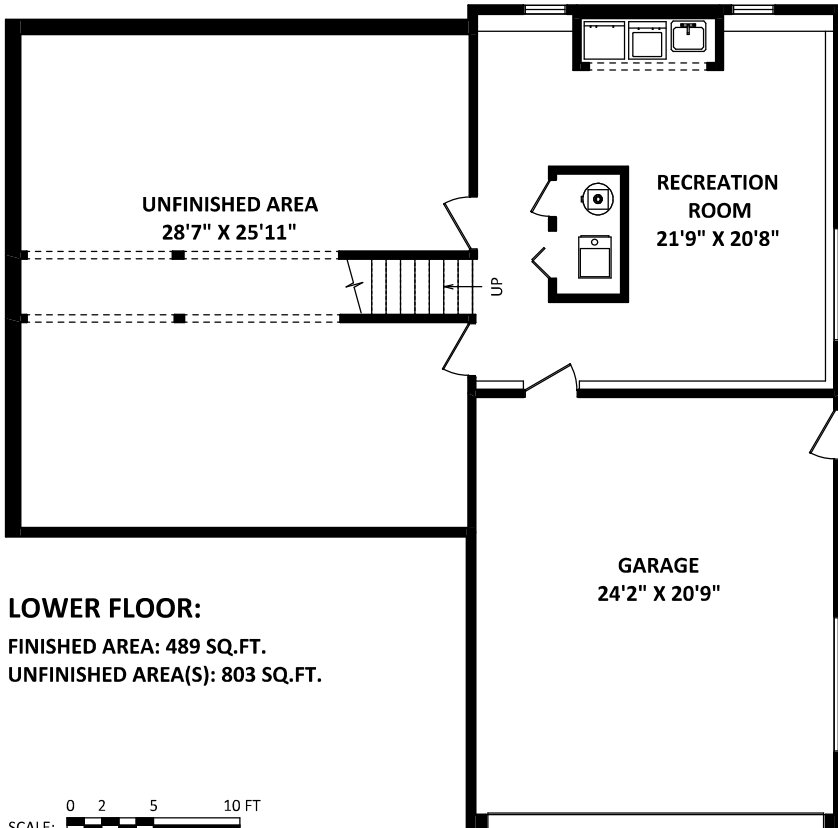 UNFINISHED AREA
28'7" X 25'11"
RECREATION
ROOM
21'9" X 20'8"
UP
GARAGE
24'2" X 20'9"
LOWER FLOOR:
FINISHED AREA: 489 SQ.FT.
UNFINISHED AREA(S): 803 SQ.FT.
0 2 5 10 FT
SCALE: